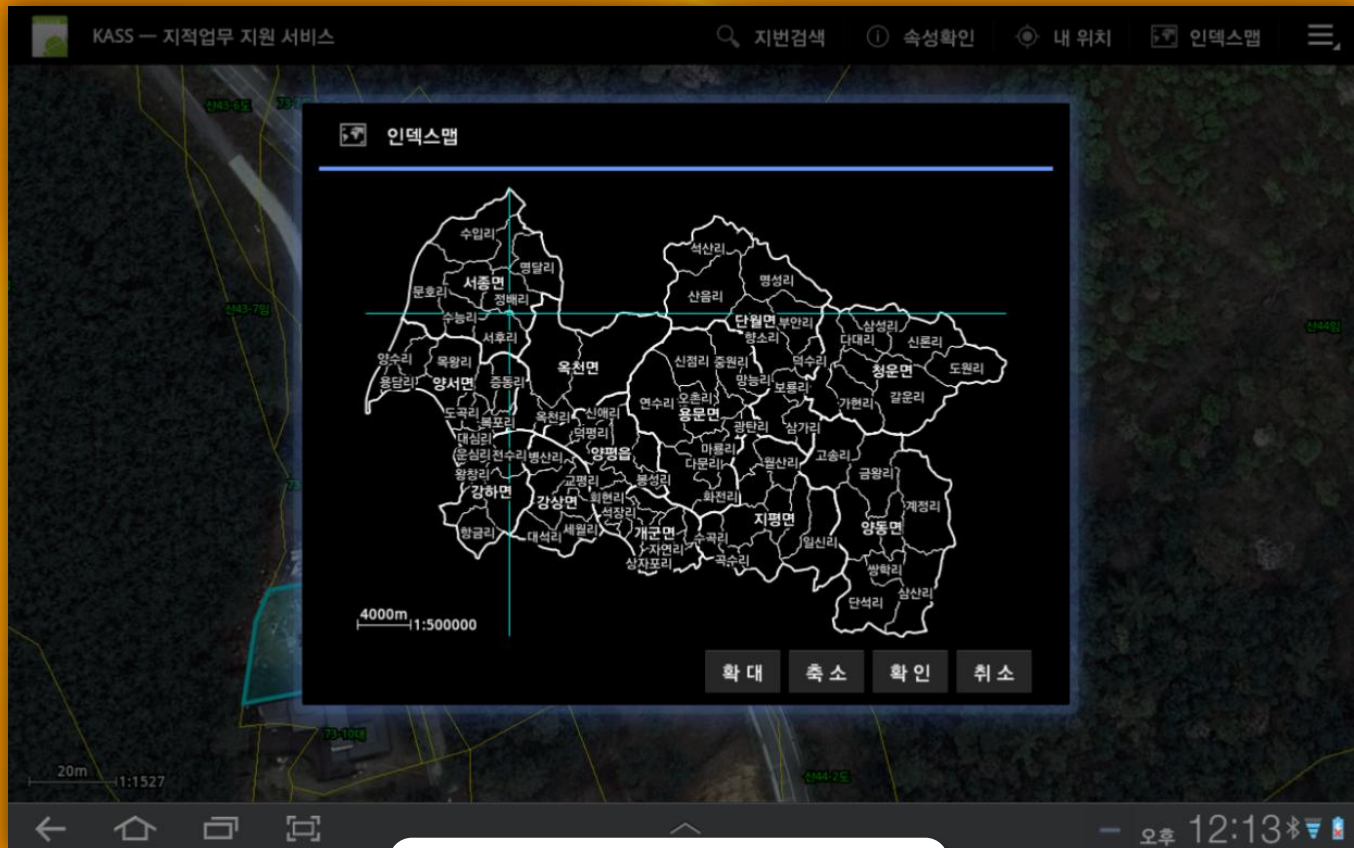 KASS — 지적업무 지원 서비스
지번검색
속성확인
내 위치
인덱스맵
산43-6도
산43-7임
산44임
인덱스맵
수입리
명달리
서종면
문호리
정배리
수능리
서후리
양수리
목왕리
용담리
양서면
증동리
도곡리
복포리
대심리
운심리
전수리
병산리
왕창리
강하면
항금리
옥천면
옥천리
신애리
덕평리
양평읍
교평리
봉성리
강상면
회현리
석장리
대석리
세월리
개군면
자연리
상자포리
석산리
명성리
산음리
단월면
부안리
향소리
신점리
중원리
덕수리
망능리
보룡리
연수리
오촌리
용문면
광탄리
삼가리
마룡리
다문리
화전리
월산리
지평면
수곡리
곡수리
일신리
삼성리
다대리
신론리
청운면
도원리
가현리
갈운리
고송리
금왕리
계정리
양동면
쌍학리
단석리
삼산리
4000m
1:500000
확 대
축 소
확 인
취 소
73-10대
산44-2도
20m
1:1527
오후 12:13